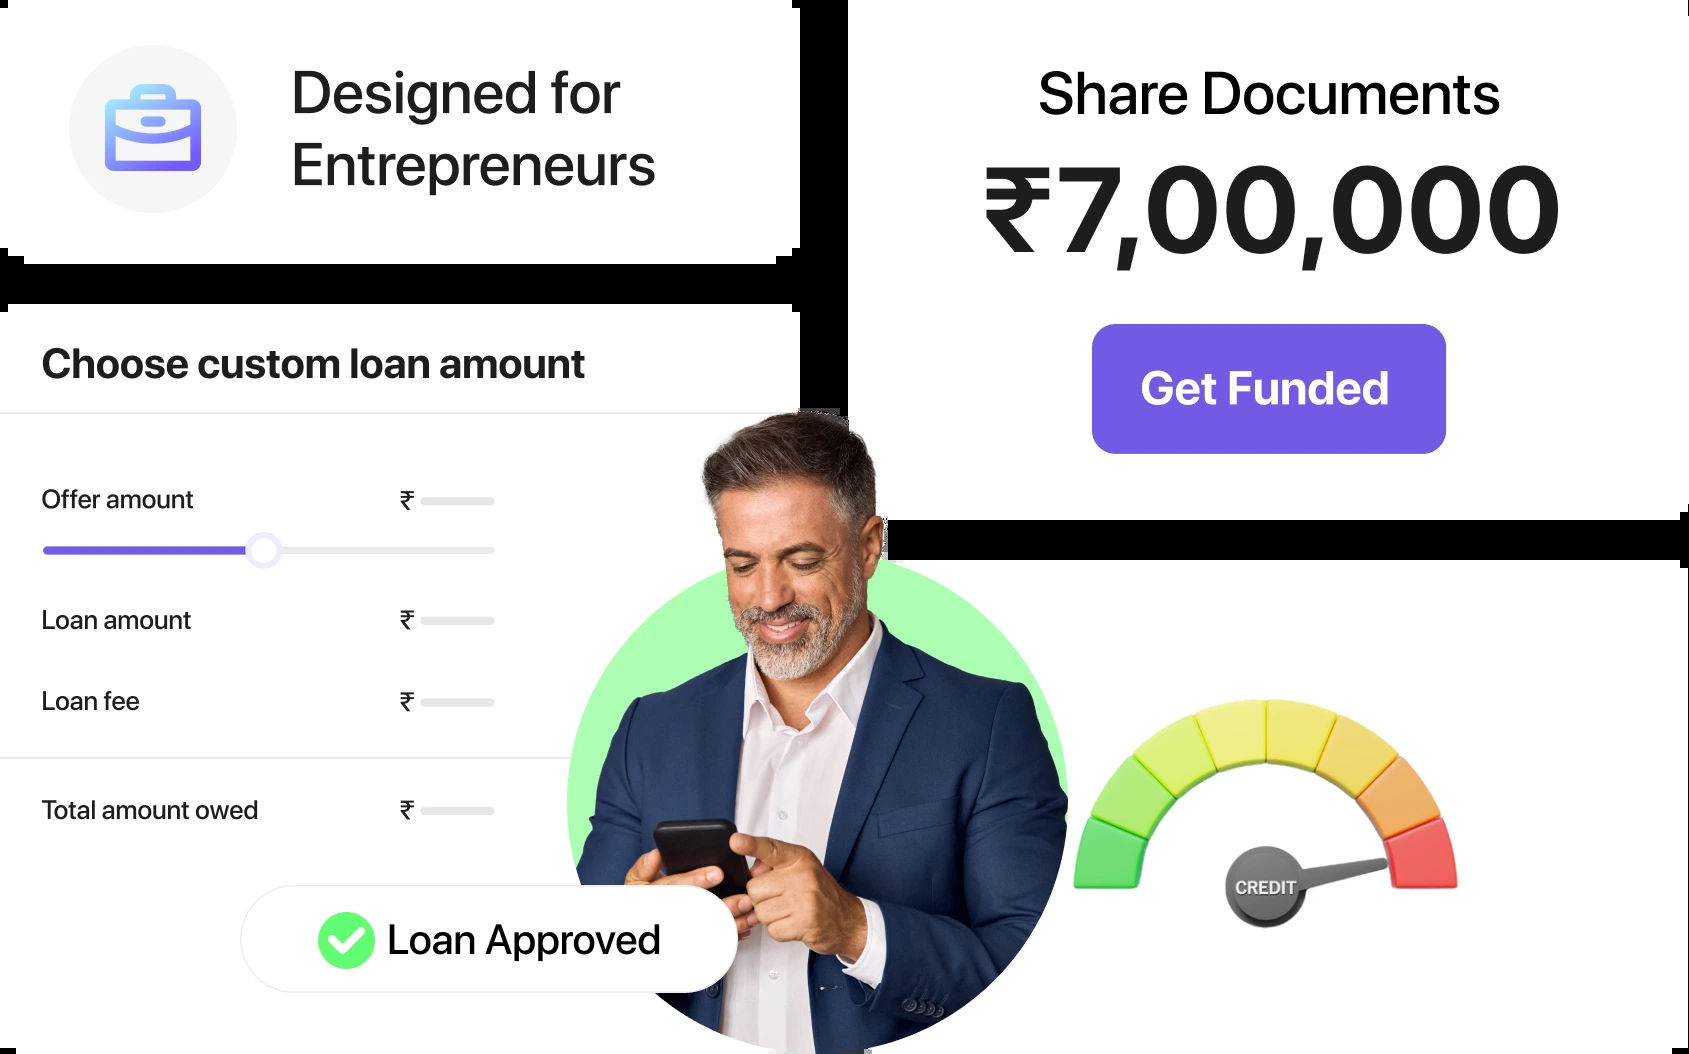 Designed for
Entrepreneurs
Share Documents
₹7,00,000
Get Funded
Choose custom loan amount
Offer amount ₹
Loan amount ₹
Loan fee ₹
Total amount owed ₹
Loan Approved
CREDIT